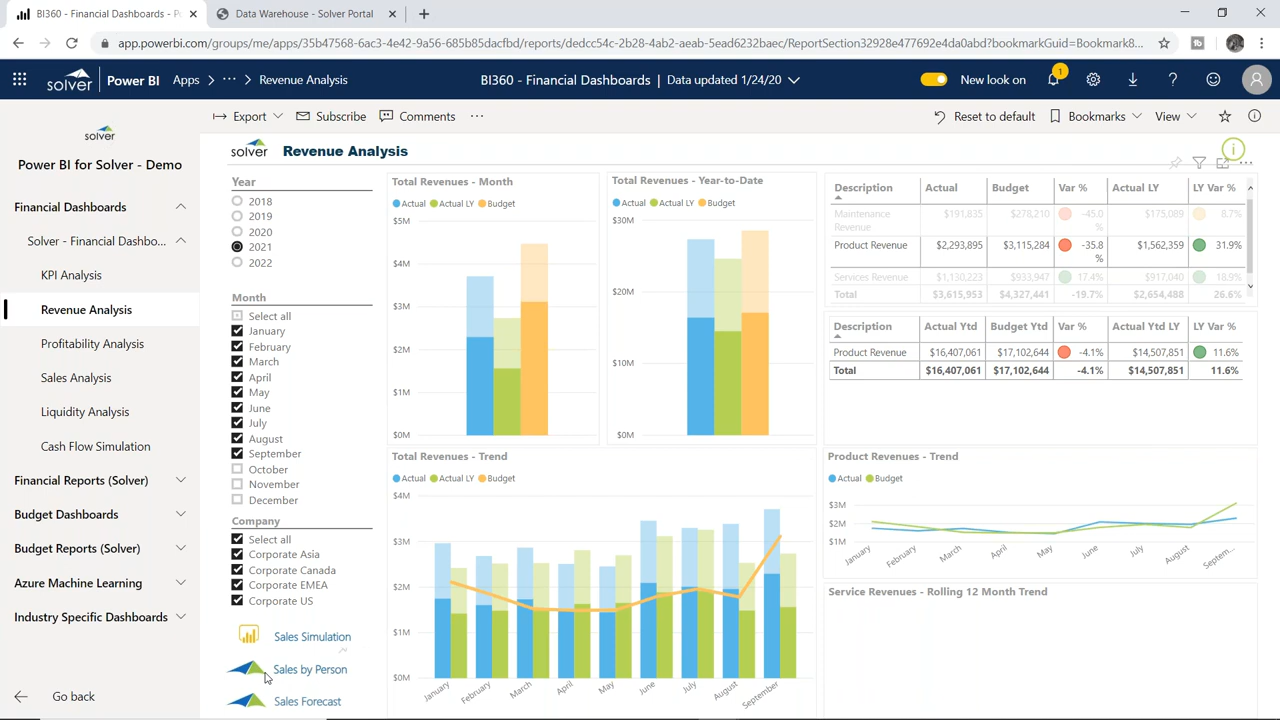 BI360 - Financial Dashboards - P
Data Warehouse - Solver Portal
app.powerbi.com/groups/me/apps/35b47568-6ac3-4e42-9a56-685b85dacfbd/reports/dedcc54c-2b28-4ab2-aeab-5ead6232baec/ReportSection32928e477692e4da0abd?bookmarkGuid=Bookmark8...
solver Power BI Apps > ··· > Revenue Analysis
BI360 - Financial Dashboards | Data updated 1/24/20
New look on
1
Export Subscribe Comments ···
Reset to default Bookmarks View
solver
Power BI for Solver - Demo
Financial Dashboards
Solver - Financial Dashbo...
KPI Analysis
Revenue Analysis
Profitability Analysis
Sales Analysis
Liquidity Analysis
Cash Flow Simulation
Financial Reports (Solver)
Budget Dashboards
Budget Reports (Solver)
Azure Machine Learning
Industry Specific Dashboards
Go back
solver Revenue Analysis
Year
2018
2019
2020
2021
2022
Month
Select all
January
February
March
April
May
June
July
August
September
October
November
December
Company
Select all
Corporate Asia
Corporate Canada
Corporate EMEA
Corporate US
Sales Simulation
Sales by Person
Sales Forecast
Total Revenues - Month
Actual Actual LY Budget
$5M
$4M
$3M
$2M
$1M
$0M
Total Revenues - Year-to-Date
Actual Actual LY Budget
$30M
$20M
$10M
$0M
Description Actual Budget Var % Actual LY LY Var %
Maintenance Revenue $191,835 $278,210 -45.0 % $175,089 8.7%
Product Revenue $2,293,895 $3,115,284 -35.8 % $1,562,359 31.9%
Services Revenue $1,130,223 $933,947 17.4% $917,040 18.9%
Total $3,615,953 $4,327,441 -19.7% $2,654,488 26.6%
Description Actual Ytd Budget Ytd Var % Actual Ytd LY LY Var %
Product Revenue $16,407,061 $17,102,644 -4.1% $14,507,851 11.6%
Total $16,407,061 $17,102,644 -4.1% $14,507,851 11.6%
Total Revenues - Trend
Actual Actual LY Budget
$4M
$3M
$2M
$1M
$0M
January February March April May June July August September
Product Revenues - Trend
Actual Budget
$3M
$2M
$1M
January February March April May June July August Septem...
Service Revenues - Rolling 12 Month Trend